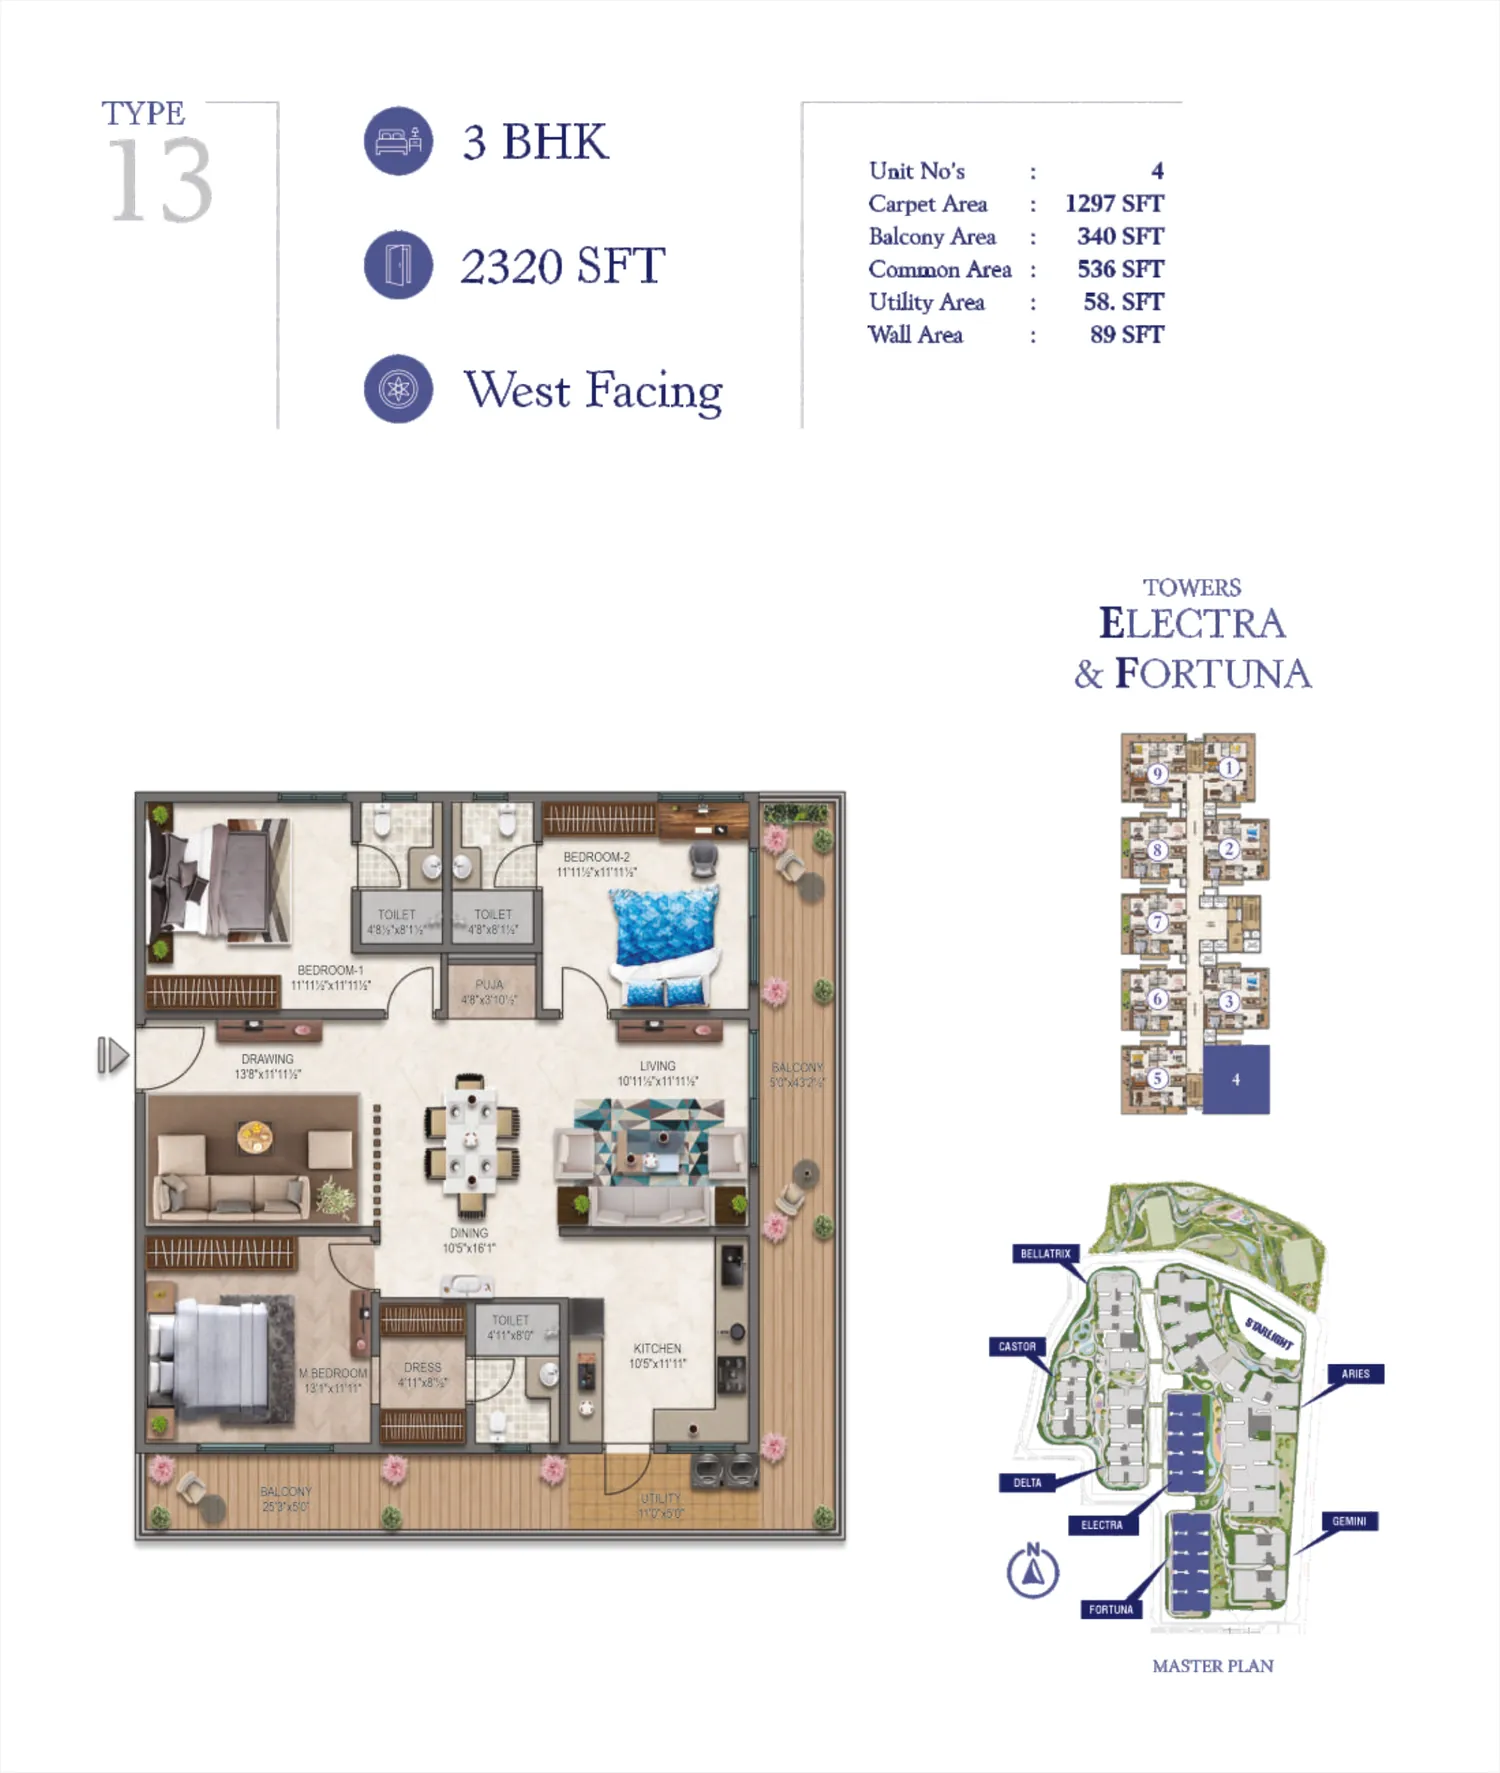 TYPE
13
3 BHK
2320 SFT
West Facing
Unit No's : 4
Carpet Area : 1297 SFT
Balcony Area : 340 SFT
Common Area : 536 SFT
Utility Area : 58. SFT
Wall Area : 89 SFT
TOWERS
ELECTRA
& FORTUNA
9
1
8
2
7
6
3
5
4
BEDROOM-2
11'11½"x11'11½"
TOILET
4'8½"x8'1½"
TOILET
4'8"x8'1½"
BEDROOM-1
11'11½"x11'11½"
PUJA
4'8"x3'10½"
DRAWING
13'8"x11'11½"
LIVING
10'11½"x11'11½"
BALCONY
5'0"x43'2½"
DINING
10'5"x16'1"
TOILET
4'11"x8'0"
KITCHEN
10'5"x11'11"
M.BEDROOM
13'1"x11'11"
DRESS
4'11"x8'½"
BALCONY
25'3"x5'0"
UTILITY
11'0"x5'0"
BELLATRIX
STARLIGHT
CASTOR
ARIES
DELTA
ELECTRA
GEMINI
N
FORTUNA
MASTER PLAN